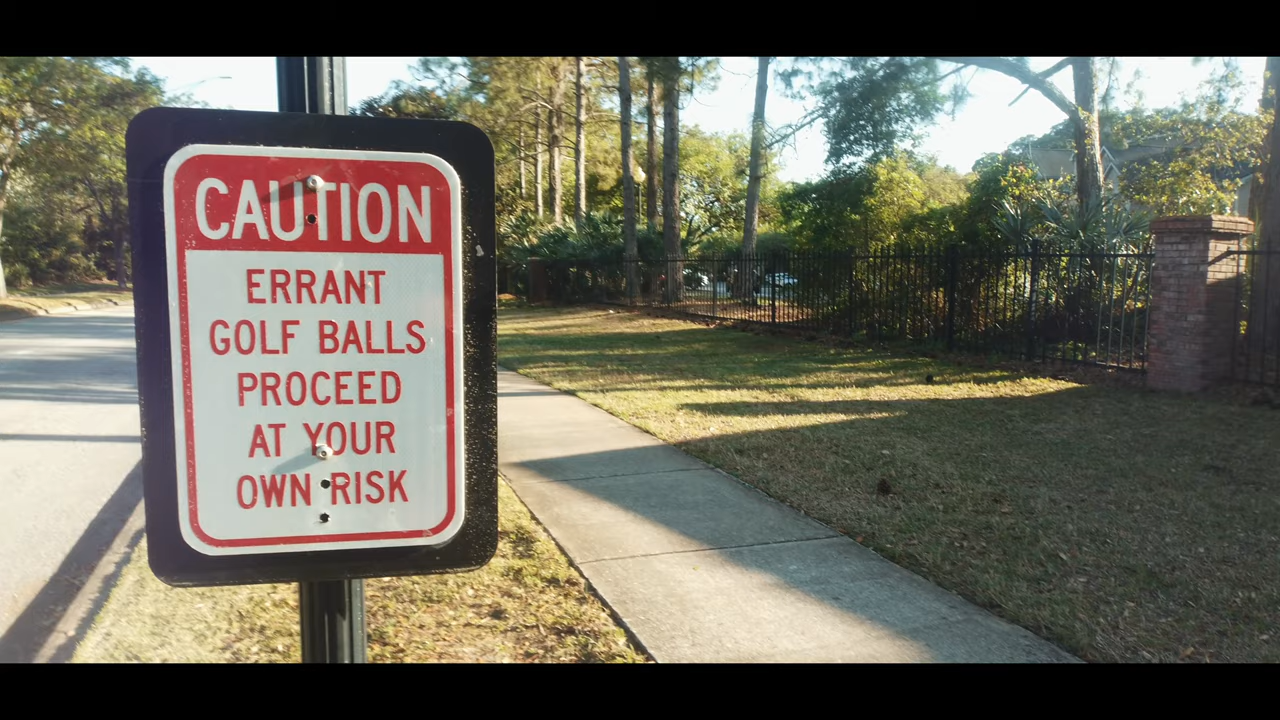 CAUTION
ERRANT
GOLF BALLS
PROCEED
AT YOUR
OWN RISK